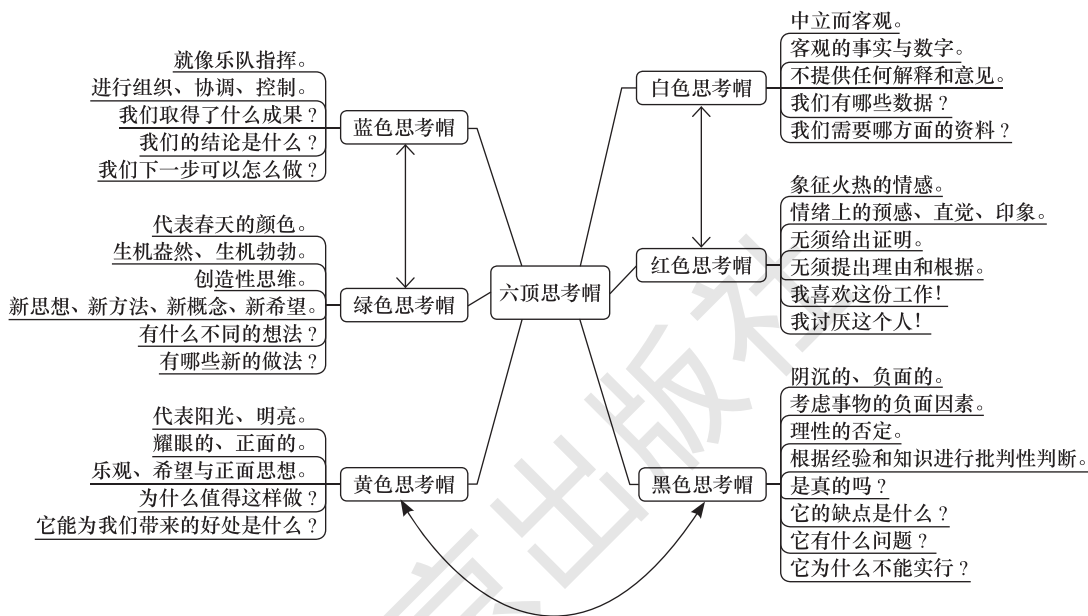 就像乐队指挥。
进行组织、协调、控制。
我们取得了什么成果？
我们的结论是什么？
我们下一步可以怎么做？
蓝色思考帽
代表春天的颜色。
生机盎然、生机勃勃。
创造性思维。
新思想、新方法、新概念、新希望。
有什么不同的想法？
有哪些新的做法？
绿色思考帽
代表阳光、明亮。
耀眼的、正面的。
乐观、希望与正面思想。
为什么值得这样做？
它能为我们带来的好处是什么？
黄色思考帽
六顶思考帽
白色思考帽
中立而客观。
客观的事实与数字。
不提供任何解释和意见。
我们有哪些数据？
我们需要哪方面的资料？
红色思考帽
象征火热的情感。
情绪上的预感、直觉、印象。
无须给出证明。
无须提出理由和根据。
我喜欢这份工作！
我讨厌这个人！
黑色思考帽
阴沉的、负面的。
考虑事物的负面因素。
理性的否定。
根据经验和知识进行批判性判断。
是真的吗？
它的缺点是什么？
它有什么问题？
它为什么不能实行？
京出版社